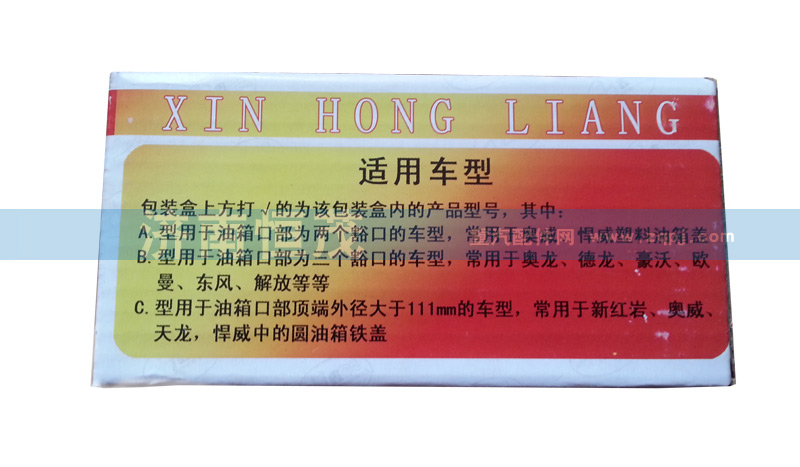 XIN HONG LIANG
适用车型
包装盒上方打√的为该包装盒内的产品型号，其中：
A. 型用于油箱口部为两个豁口的车型，常用于奥威 悍威塑料油箱盖
B. 型用于油箱口部为三个豁口的车型，常用于奥龙、德龙、豪沃、欧
曼、东风、解放等等
C. 型用于油箱口部顶端外径大于111mm的车型，常用于新红岩、奥威、
天龙，悍威中的圆油箱铁盖
济南恒茂